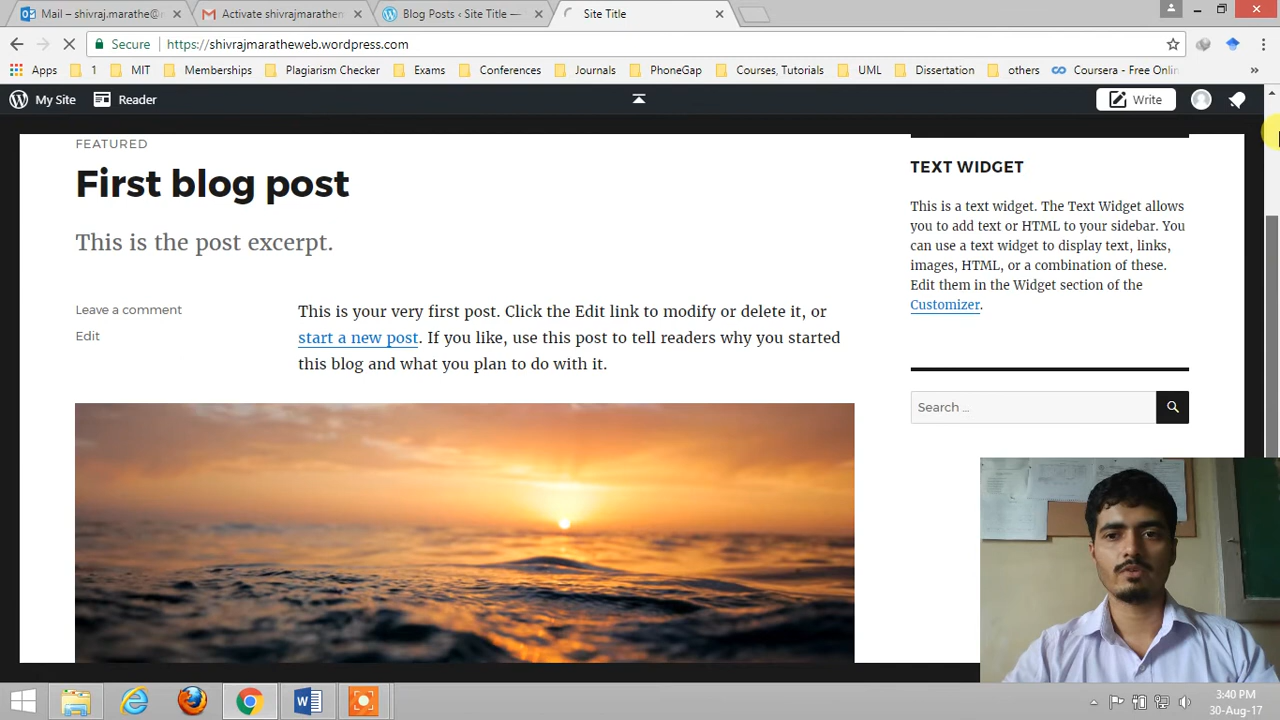 Mail – shivraj.marathe@n
Activate shivrajmarathen
Blog Posts ‹ Site Title —
Site Title
Secure
https://shivrajmaratheweb.wordpress.com
Apps
1
MIT
Memberships
Plagiarism Checker
Exams
Conferences
Journals
PhoneGap
Courses, Tutorials
UML
Dissertation
others
Coursera - Free Onlin
»
My Site
Reader
Write
FEATURED
First blog post
This is the post excerpt.
Leave a comment
Edit
This is your very first post. Click the Edit link to modify or delete it, or
start a new post. If you like, use this post to tell readers why you started
this blog and what you plan to do with it.
TEXT WIDGET
This is a text widget. The Text Widget allows
you to add text or HTML to your sidebar. You
can use a text widget to display text, links,
images, HTML, or a combination of these.
Edit them in the Widget section of the
Customizer.
Search …
3:40 PM
30-Aug-17